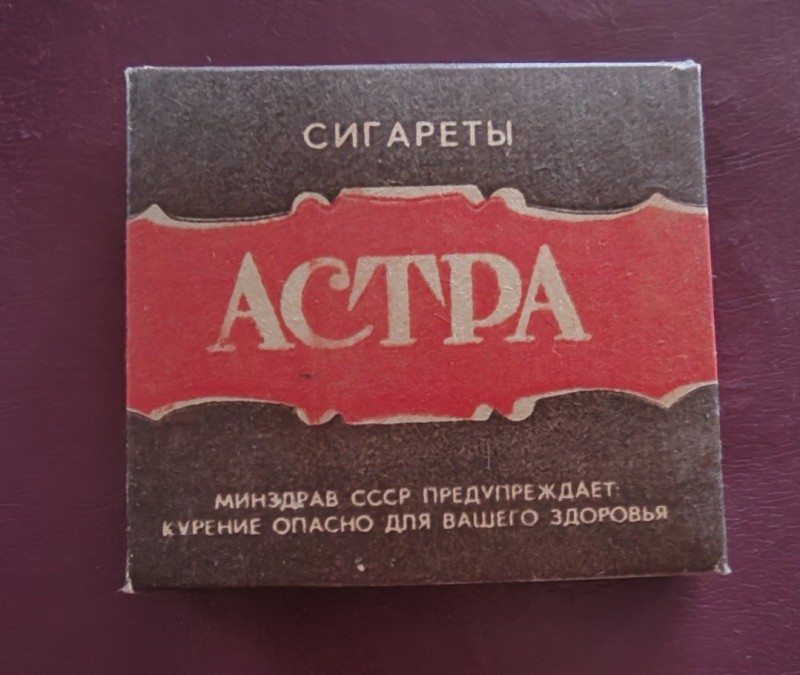 СИГАРЕТЫ
АСТРА
МИНЗДРАВ СССР ПРЕДУПРЕЖДАЕТ:
КУРЕНИЕ ОПАСНО ДЛЯ ВАШЕГО ЗДОРОВЬЯ